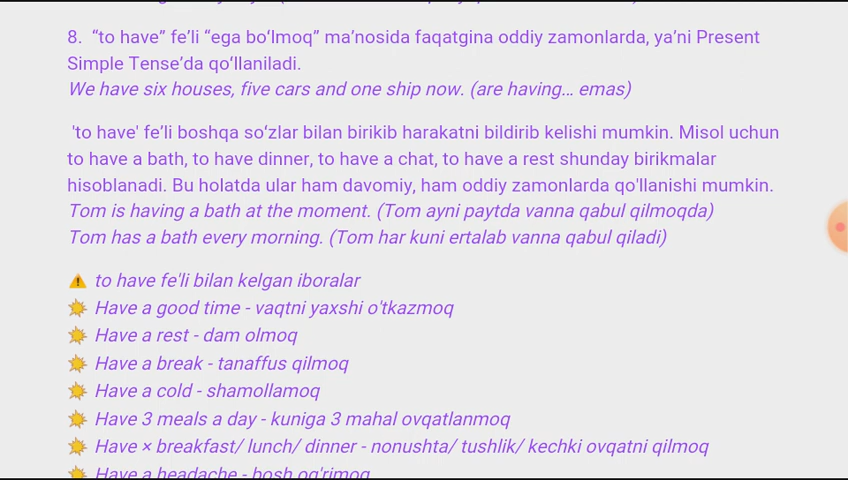 8. “to have” fe’li “ega bo‘lmoq” ma’nosida faqatgina oddiy zamonlarda, ya’ni Present
Simple Tense’da qo‘llaniladi.
We have six houses, five cars and one ship now. (are having… emas)
'to have' fe’li boshqa so‘zlar bilan birikib harakatni bildirib kelishi mumkin. Misol uchun
to have a bath, to have dinner, to have a chat, to have a rest shunday birikmalar
hisoblanadi. Bu holatda ular ham davomiy, ham oddiy zamonlarda qo'llanishi mumkin.
Tom is having a bath at the moment. (Tom ayni paytda vanna qabul qilmoqda)
Tom has a bath every morning. (Tom har kuni ertalab vanna qabul qiladi)
to have fe'li bilan kelgan iboralar
Have a good time - vaqtni yaxshi o'tkazmoq
Have a rest - dam olmoq
Have a break - tanaffus qilmoq
Have a cold - shamollamoq
Have 3 meals a day - kuniga 3 mahal ovqatlanmoq
Have × breakfast/ lunch/ dinner - nonushta/ tushlik/ kechki ovqatni qilmoq
Have a headache - bosh og'rimoq